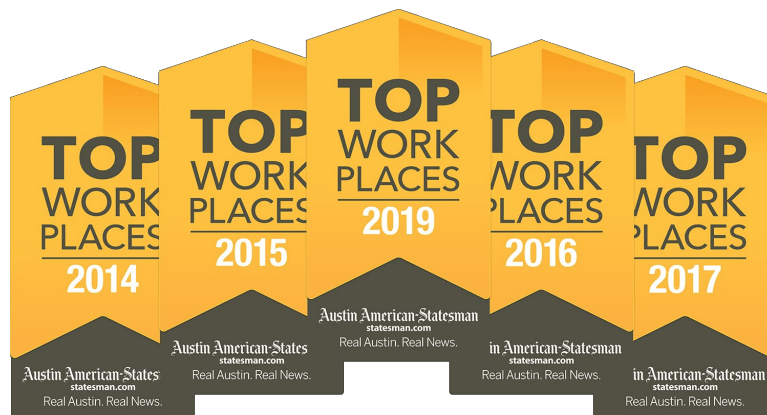 TOP
WORK
PLACES
2014
Austin American-States
statesman.com
Real Austin. Real News.
TOP
WORK
PLACES
2015
Austin American-States
statesman.com
Real Austin. Real News.
TOP
WORK
PLACES
2019
Austin American-Statesman
statesman.com
Real Austin. Real News.
TOP
WORK
PLACES
2016
in American-Statesman
statesman.com
Real Austin. Real News.
TOP
WORK
PLACES
2017
in American-Statesman
statesman.com
Real Austin. Real News.